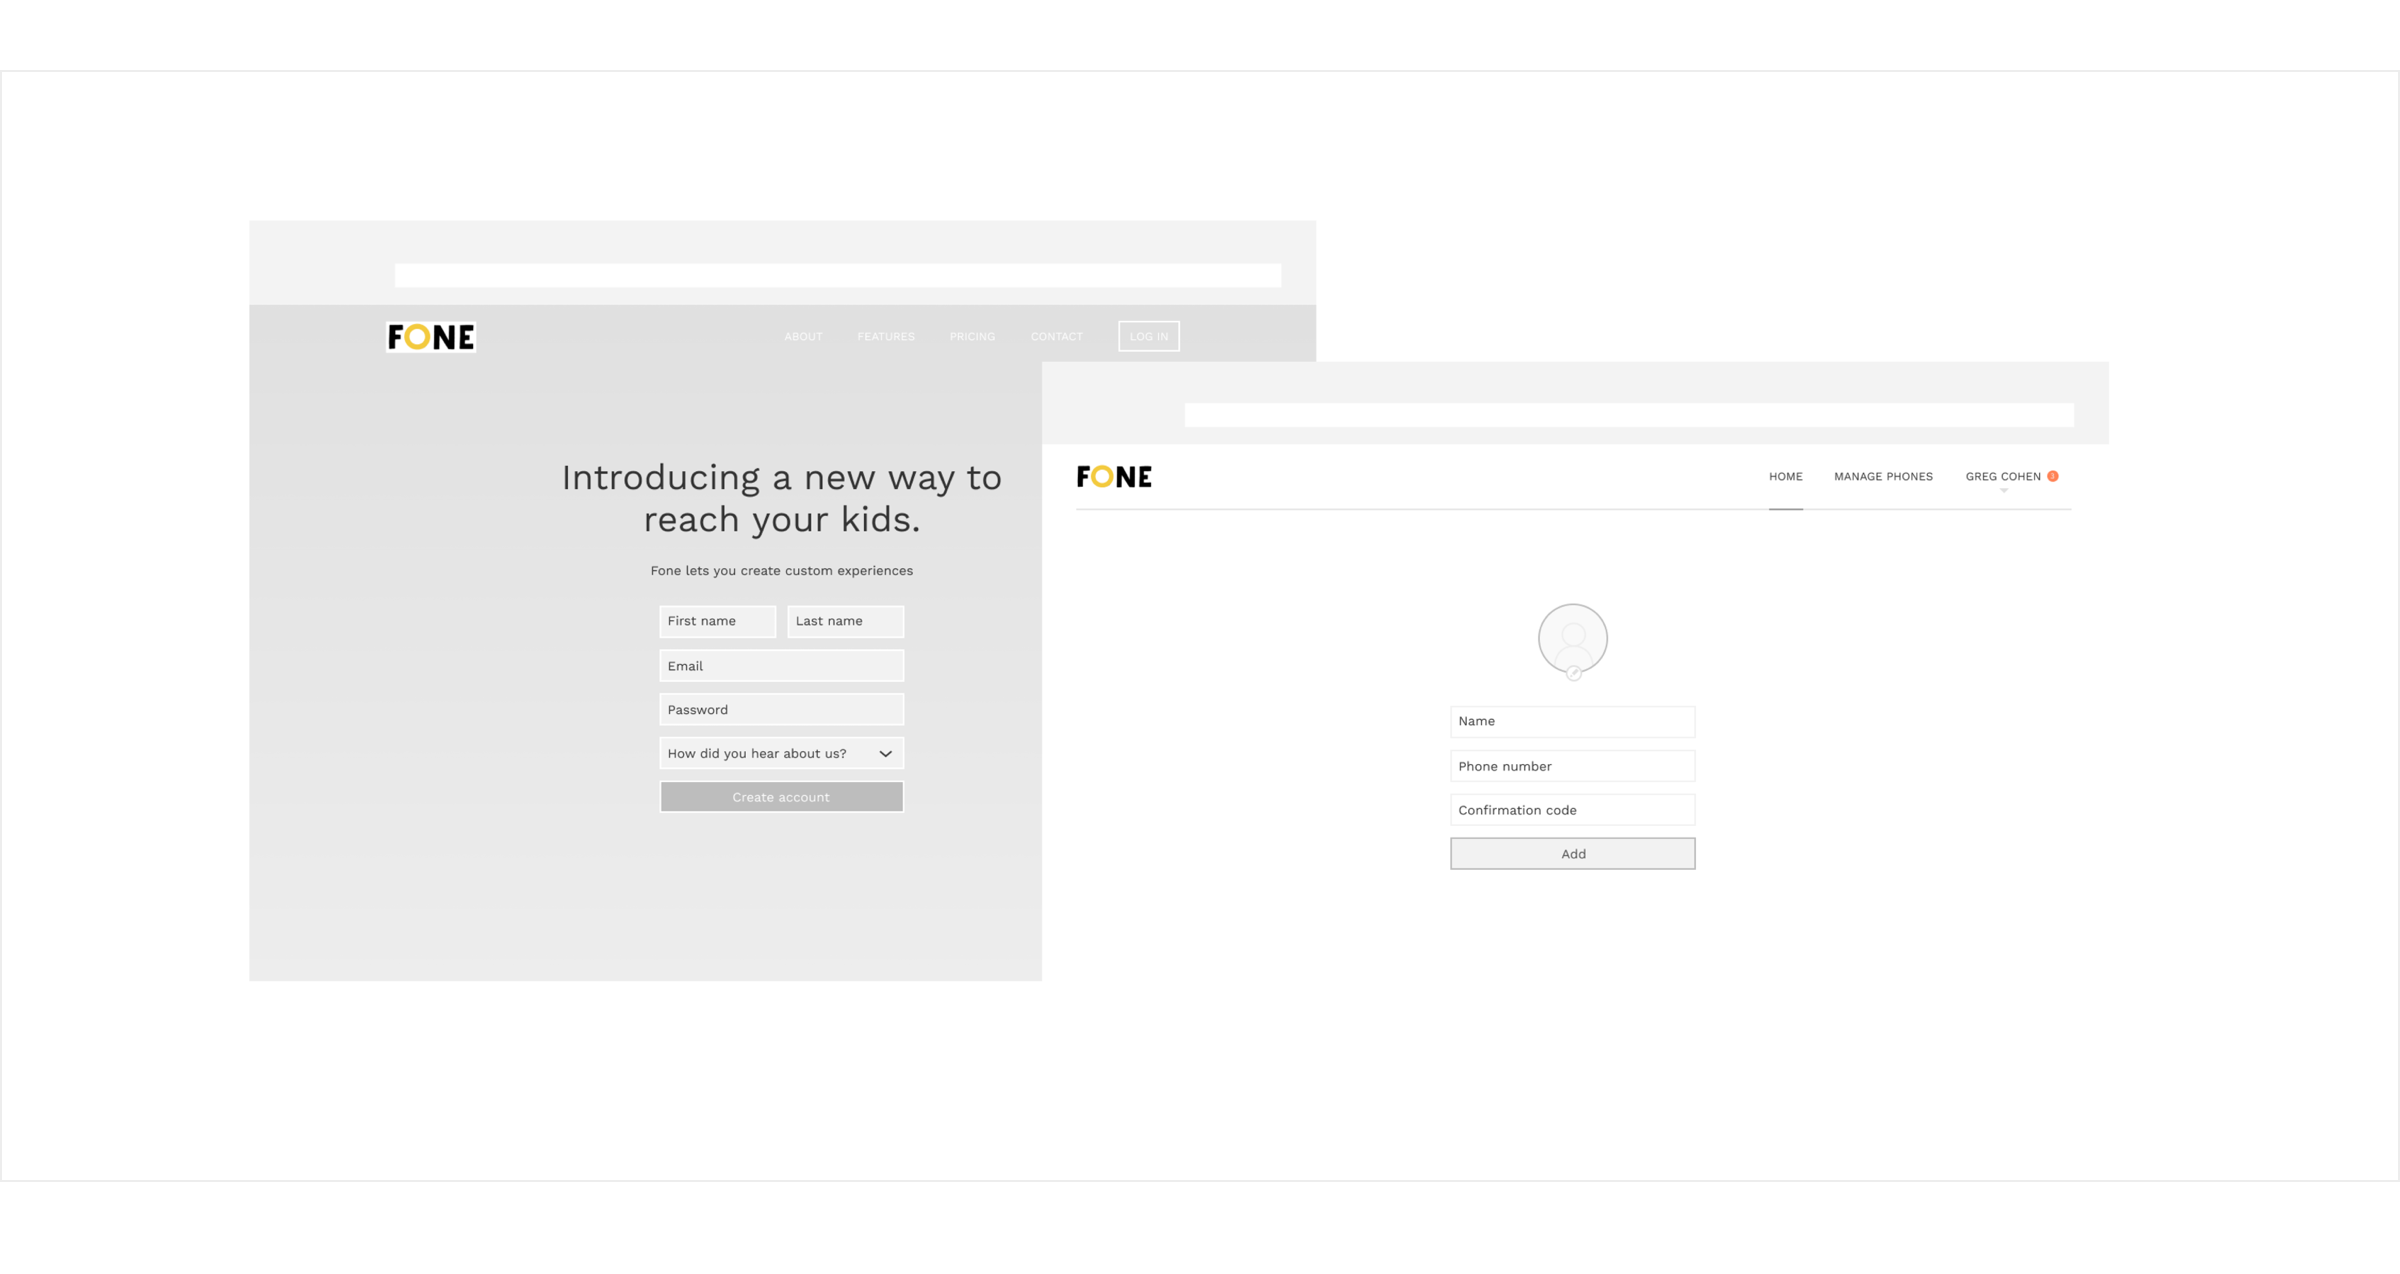 FONE
ABOUT FEATURES PRICING CONTACT LOG IN
Introducing a new way to
reach your kids.
Fone lets you create custom experiences
First name Last name
Email
Password
How did you hear about us?
Create account
FONE
HOME MANAGE PHONES GREG COHEN
Name
Phone number
Confirmation code
Add